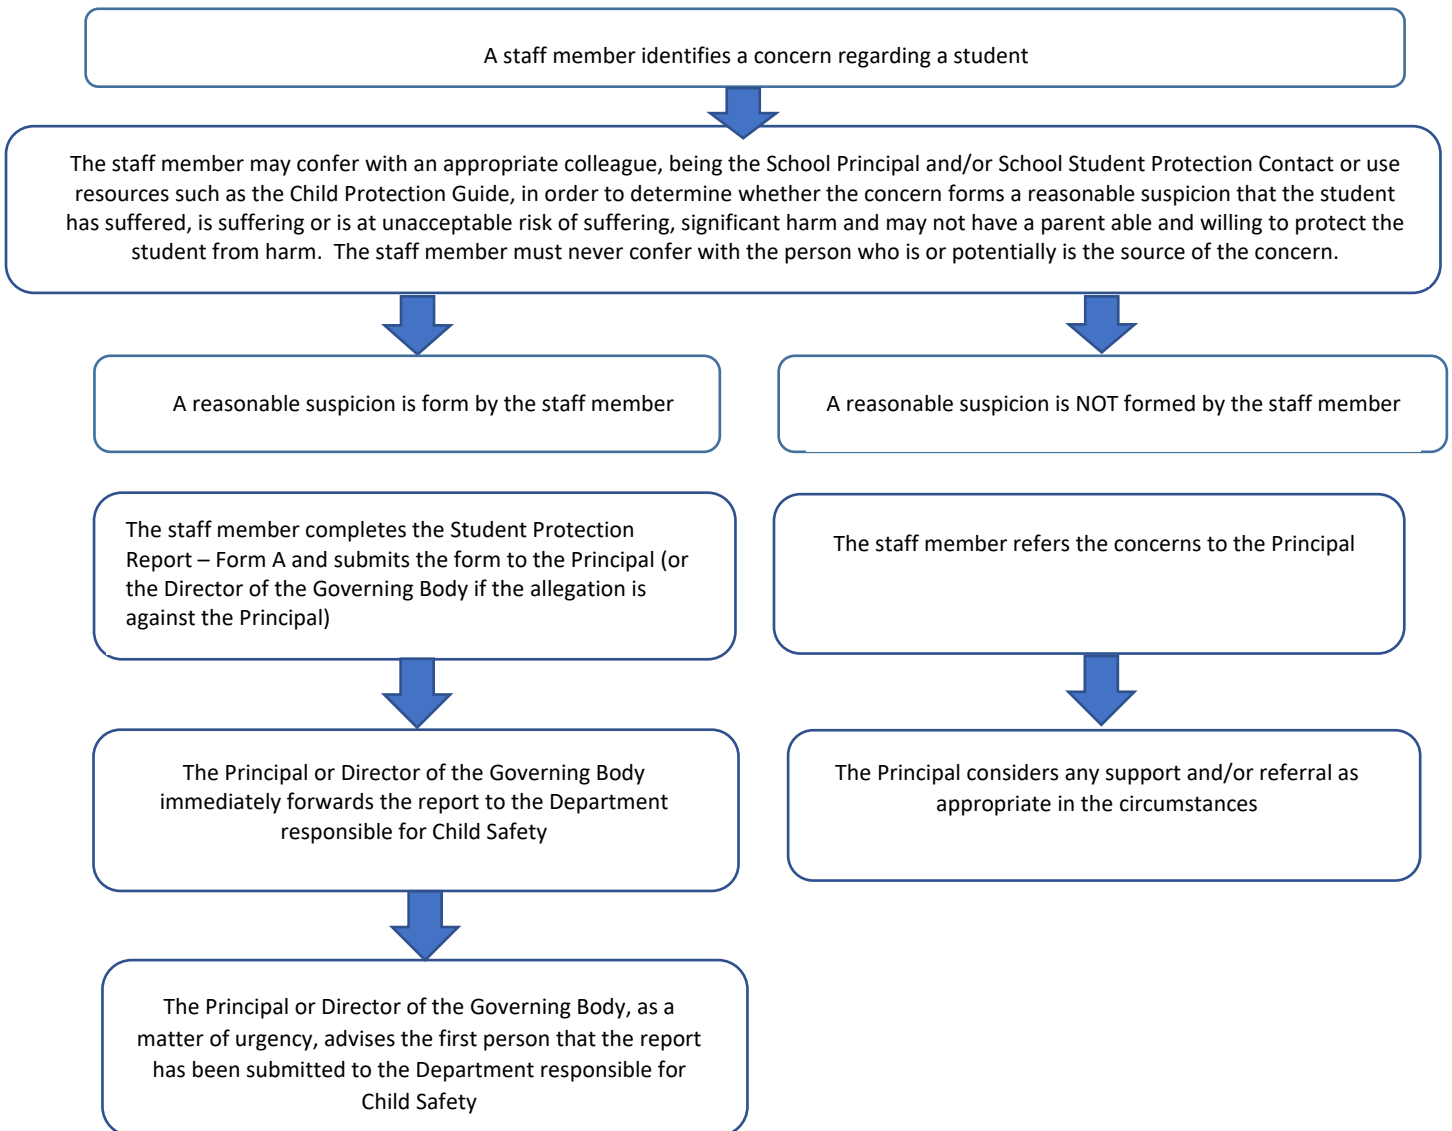 A staff member identifies a concern regarding a student
The staff member may confer with an appropriate colleague, being the School Principal and/or School Student Protection Contact or use
resources such as the Child Protection Guide, in order to determine whether the concern forms a reasonable suspicion that the student
has suffered, is suffering or is at unacceptable risk of suffering, significant harm and may not have a parent able and willing to protect the
student from harm.  The staff member must never confer with the person who is or potentially is the source of the concern.
A reasonable suspicion is form by the staff member
A reasonable suspicion is NOT formed by the staff member
The staff member completes the Student Protection
Report – Form A and submits the form to the Principal (or
the Director of the Governing Body if the allegation is
against the Principal)
The staff member refers the concerns to the Principal
The Principal or Director of the Governing Body
immediately forwards the report to the Department
responsible for Child Safety
The Principal considers any support and/or referral as
appropriate in the circumstances
The Principal or Director of the Governing Body, as a
matter of urgency, advises the first person that the report
has been submitted to the Department responsible for
Child Safety